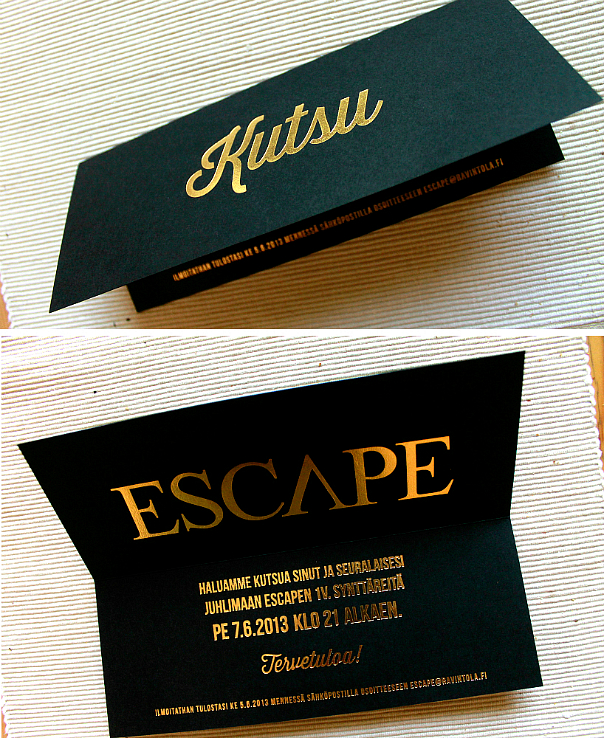 Kutsu
ILMOITATHAN TULOSTASI KE 5.6.2013 MENNESSÄ SÄHKÖPOSTILLA OSOITTEESEEN ESCAPE@RAVINTOLA.FI
ESCAPE
HALUAMME KUTSUA SINUT JA SEURALAISESI
JUHLIMAAN ESCAPEN 1V. SYNTTÄREITÄ
PE 7.6.2013 KLO 21 ALKAEN.
Tervetuloa!
ILMOITATHAN TULOSTASI KE 5.6.2013 MENNESSÄ SÄHKÖPOSTILLA OSOITTEESEEN ESCAPE@RAVINTOLA.FI